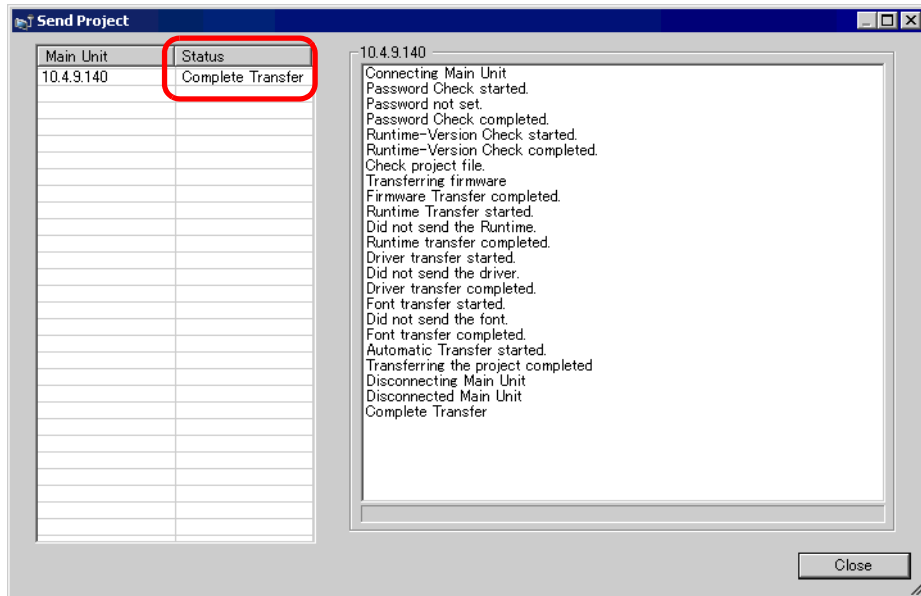 Send Project
Main Unit Status
10.4.9.140 Complete Transfer
10.4.9.140
Connecting Main Unit
Password Check started.
Password not set.
Password Check completed.
Runtime-Version Check started.
Runtime-Version Check completed.
Check project file.
Transferring firmware
Firmware Transfer completed.
Runtime Transfer started.
Did not send the Runtime.
Runtime transfer completed.
Driver transfer started.
Did not send the driver.
Driver transfer completed.
Font transfer started.
Did not send the font.
Font transfer completed.
Automatic Transfer started.
Transferring the project completed
Disconnecting Main Unit
Disconnected Main Unit
Complete Transfer
Close